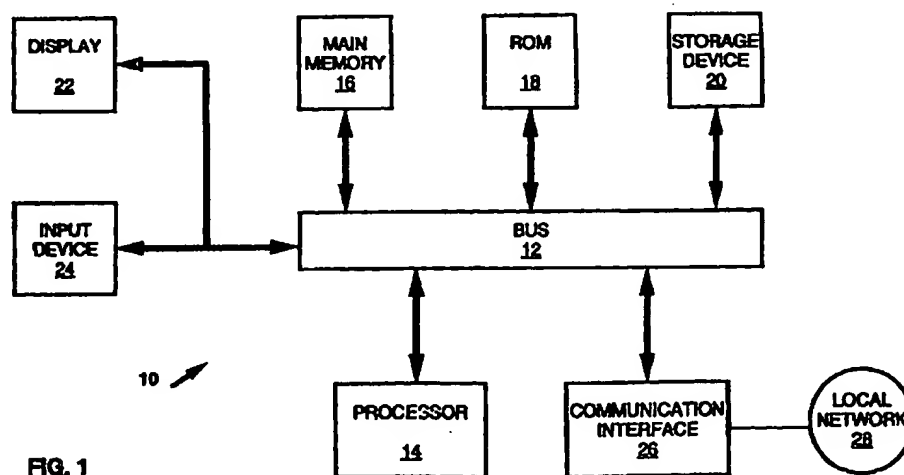 DISPLAY
22
MAIN
MEMORY
16
ROM
18
STORAGE
DEVICE
20
INPUT
DEVICE
24
BUS
12
10
PROCESSOR
14
COMMUNICATION
INTERFACE
26
LOCAL
NETWORK
28
FIG. 1